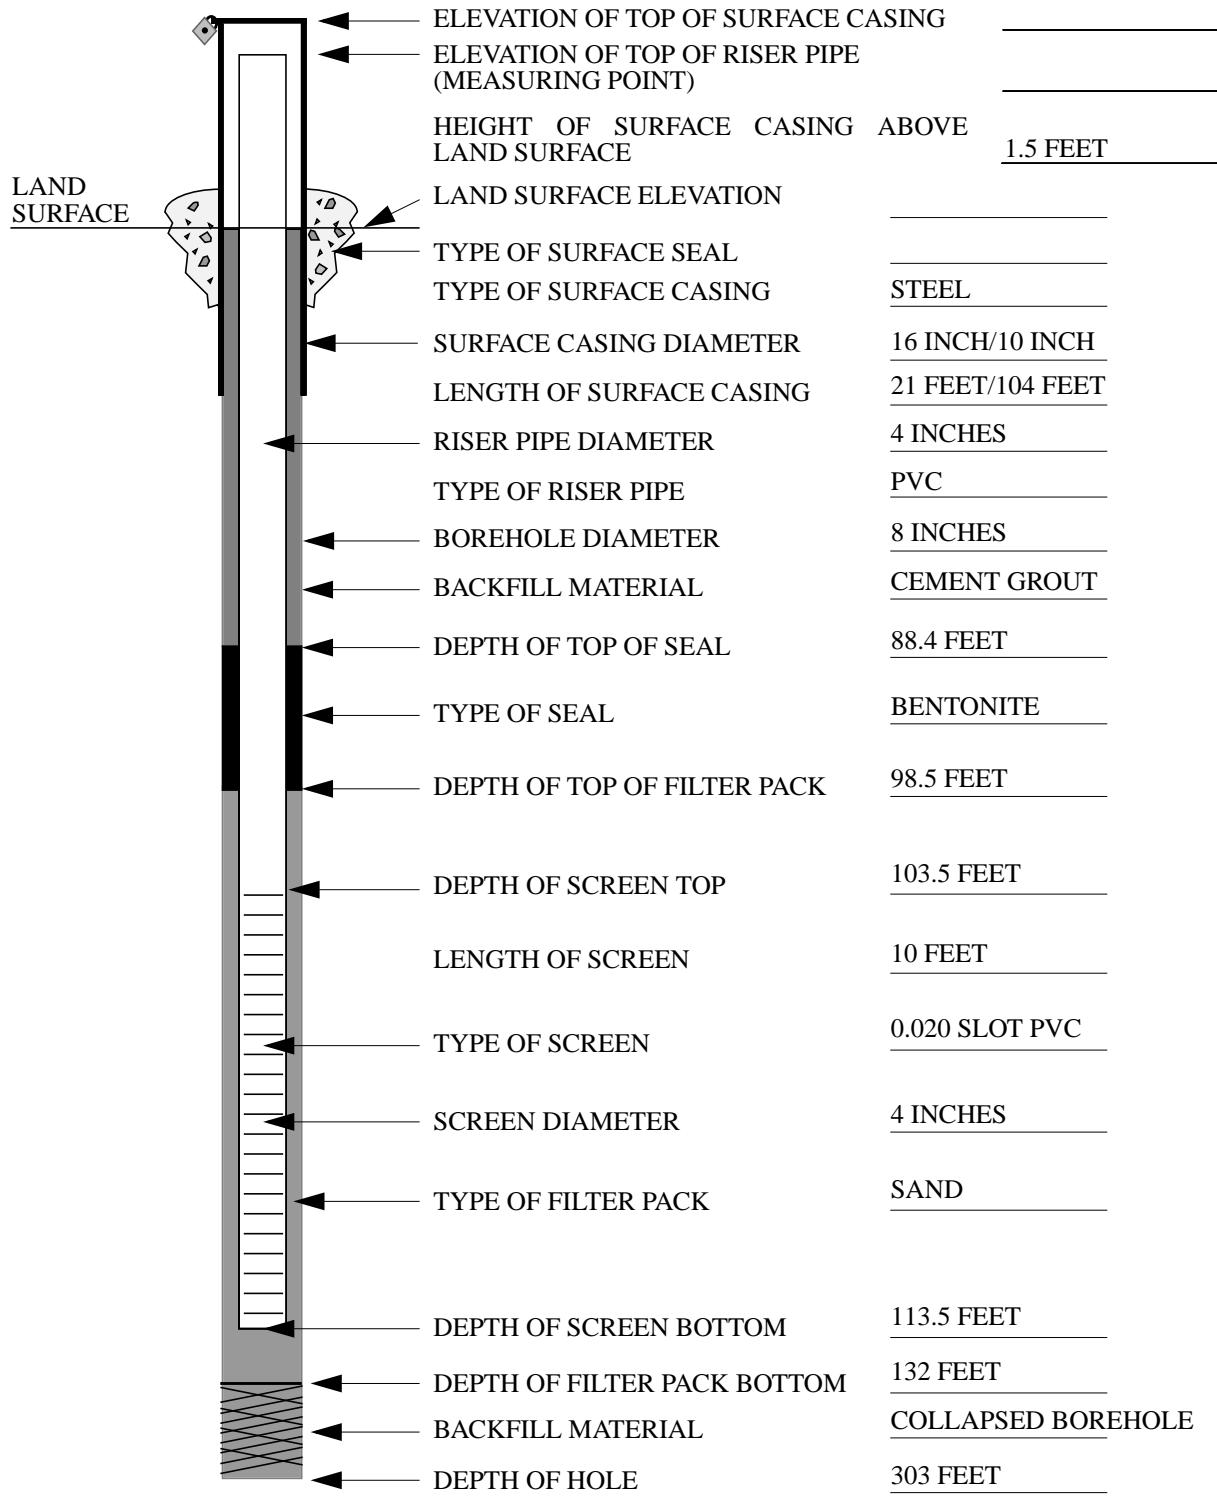 ELEVATION OF TOP OF SURFACE CASING
ELEVATION OF TOP OF RISER PIPE
(MEASURING POINT)
HEIGHT OF SURFACE CASING ABOVE
LAND SURFACE 1.5 FEET
LAND
SURFACE
LAND SURFACE ELEVATION
TYPE OF SURFACE SEAL
TYPE OF SURFACE CASING STEEL
SURFACE CASING DIAMETER 16 INCH/10 INCH
LENGTH OF SURFACE CASING 21 FEET/104 FEET
RISER PIPE DIAMETER 4 INCHES
TYPE OF RISER PIPE PVC
BOREHOLE DIAMETER 8 INCHES
BACKFILL MATERIAL CEMENT GROUT
DEPTH OF TOP OF SEAL 88.4 FEET
TYPE OF SEAL BENTONITE
DEPTH OF TOP OF FILTER PACK 98.5 FEET
DEPTH OF SCREEN TOP 103.5 FEET
LENGTH OF SCREEN 10 FEET
TYPE OF SCREEN 0.020 SLOT PVC
SCREEN DIAMETER 4 INCHES
TYPE OF FILTER PACK SAND
DEPTH OF SCREEN BOTTOM 113.5 FEET
DEPTH OF FILTER PACK BOTTOM 132 FEET
BACKFILL MATERIAL COLLAPSED BOREHOLE
DEPTH OF HOLE 303 FEET